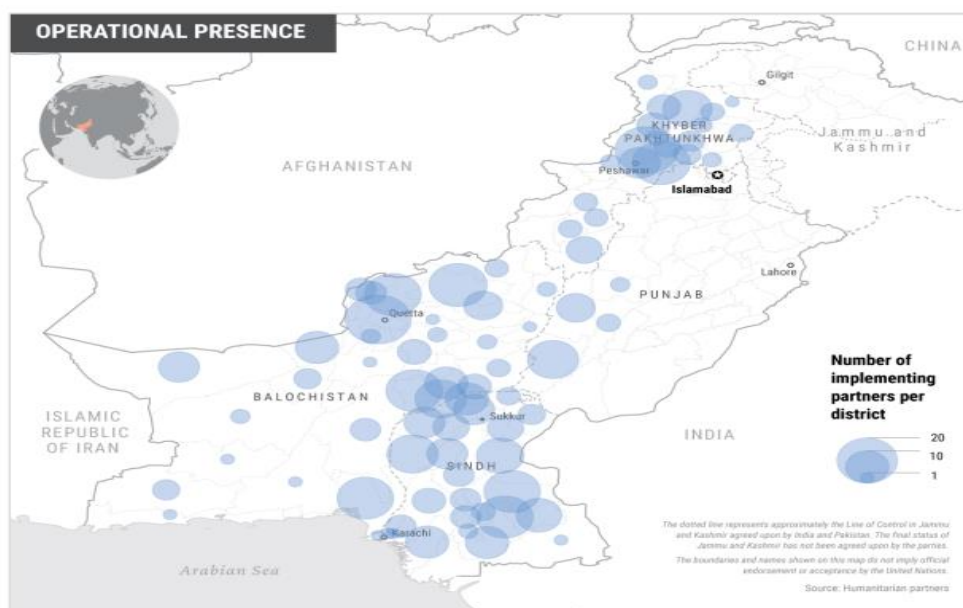 OPERATIONAL PRESENCE
CHINA
Gilgit
KHYBER
PAKHTUNKHWA
Jammu and
Kashmir
AFGHANISTAN
Peshawar
Islamabad
Lahore
PUNJAB
Quetta
Number of
implementing
partners per
district
BALOCHISTAN
ISLAMIC
REPUBLIC
OF IRAN
Sukkur
INDIA
20
10
1
SINDH
Karachi
The dotted line represents approximately the Line of Control in Jammu
and Kashmir agreed upon by India and Pakistan. The final status of
Jammu and Kashmir has not been agreed upon by the parties.
The boundaries and names shown on this map do not imply official
endorsement or acceptance by the United Nations.
Arabian Sea
Source: Humanitarian partners